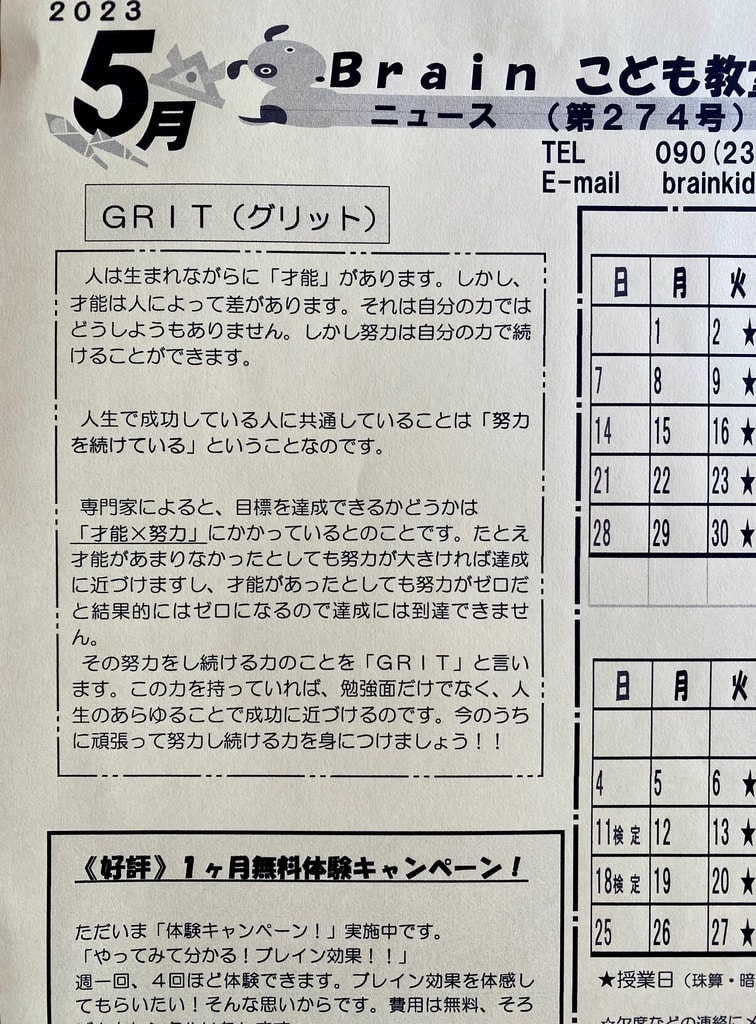 2023
5月
Brain こども教
ニュース (第274号)
TEL 090(23
E-mail brainkid
GRIT(グリット)
人は生まれながらに「才能」があります。しかし、
才能は人によって差があります。それは自分の力では
どうしようもありません。しかし努力は自分の力で続
けることができます。
人生で成功している人に共通していることは「努力
を続けている」ということなのです。
専門家によると、目標を達成できるかどうかは
「才能×努力」にかかっているとのことです。たとえ
才能があまりなかったとしても努力が大きければ達成
に近づけますし、才能があったとしても努力がゼロだ
と結果的にはゼロになるので達成には到達できませ
ん。
その努力をし続ける力のことを「GRIT」と言い
ます。この力を持っていれば、勉強面だけでなく、人
生のあらゆることで成功に近づけるのです。今のうち
に頑張って努力し続ける力を身につけましょう!!
《好評》1ヶ月無料体験キャンペーン!
ただいま「体験キャンペーン!」実施中です。
「やってみて分かる!ブレイン効果!!」
週一回、4回ほど体験できます。ブレイン効果を体感し
てもらいたい!そんな思いからです。費用は無料、そろ
日 月 火
1 2 ★
7 8 9 ★
14 15 16 ★
21 22 23 ★
28 29 30 ★
日 月 火
4 5 6 ★
11検定 12 13 ★
18検定 19 20 ★
25 26 27 ★
★授業日(珠算・暗
☆欠席などの連絡に